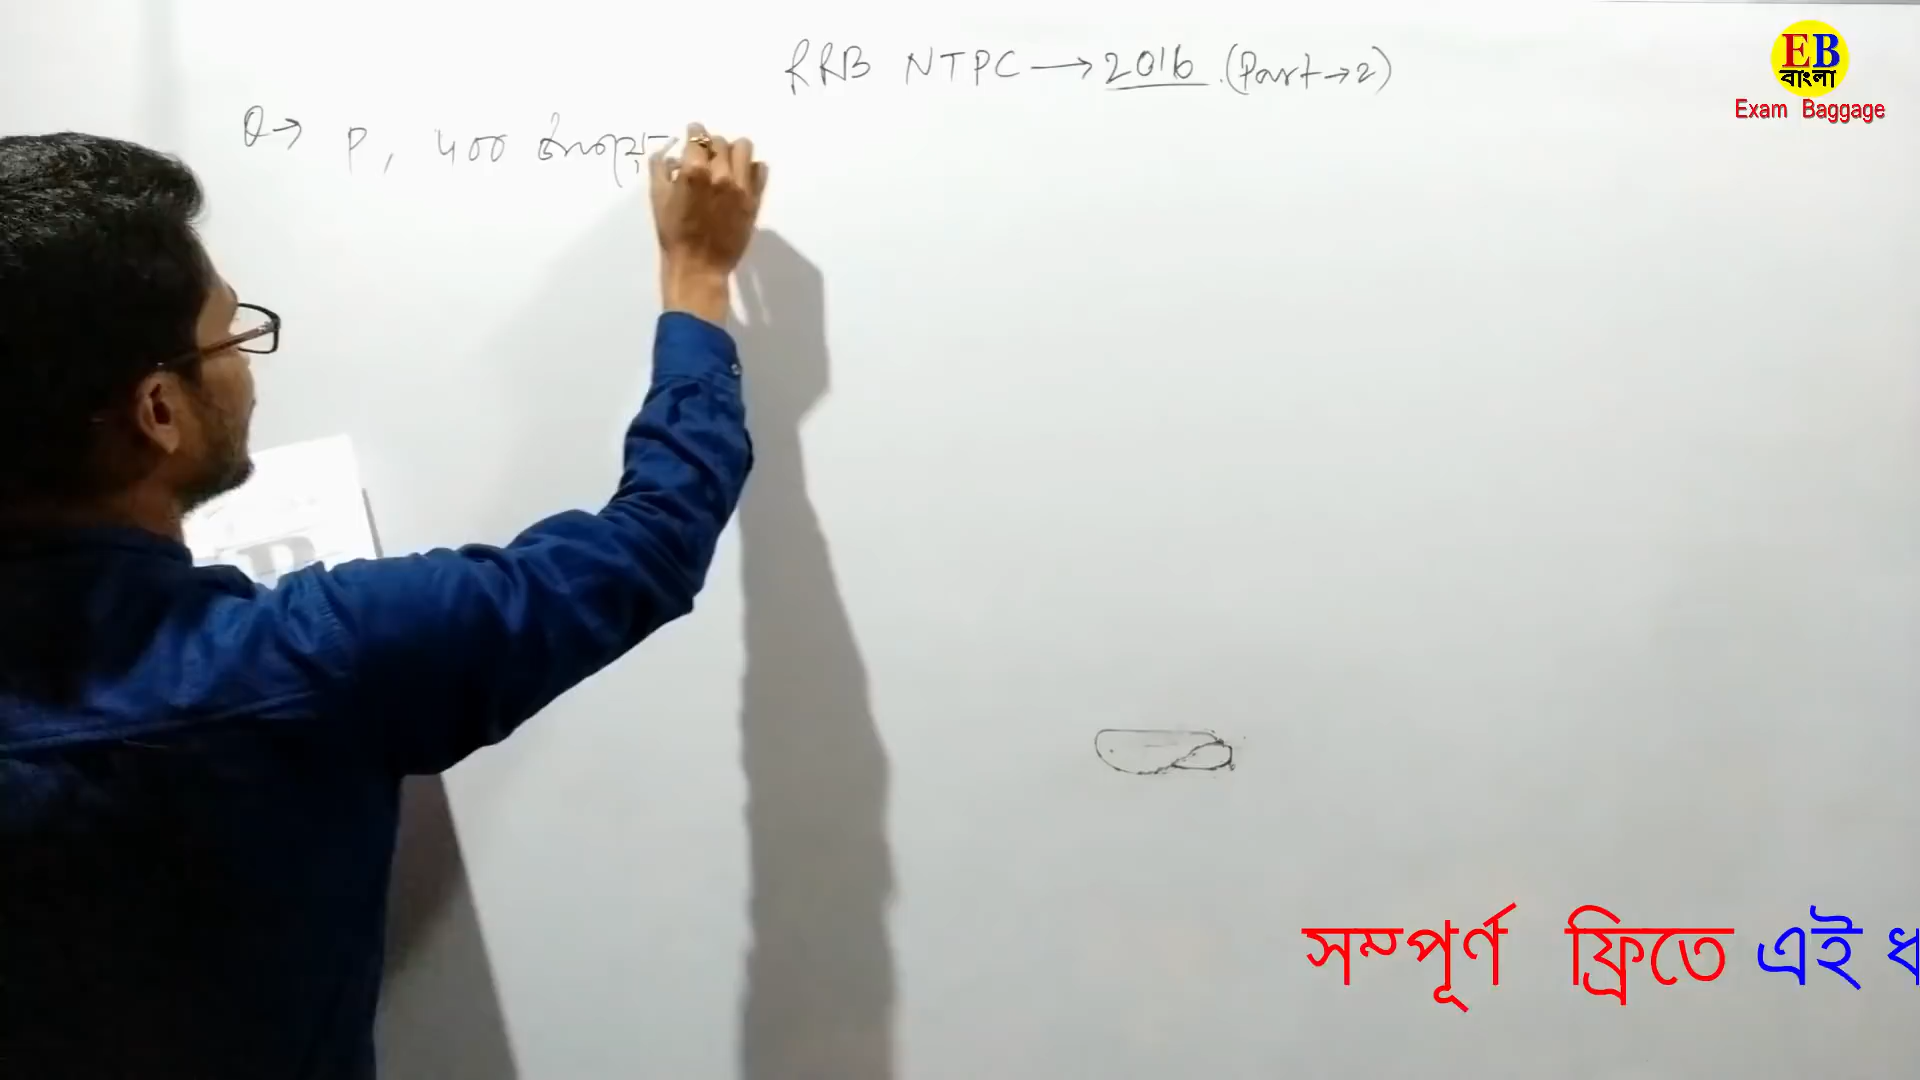 RRB NTPC → 2016 (Part → 2)
Q → P, 400
EB
বাংলা
Exam Baggage
সম্পূর্ণ ফ্রিতে এই ধ